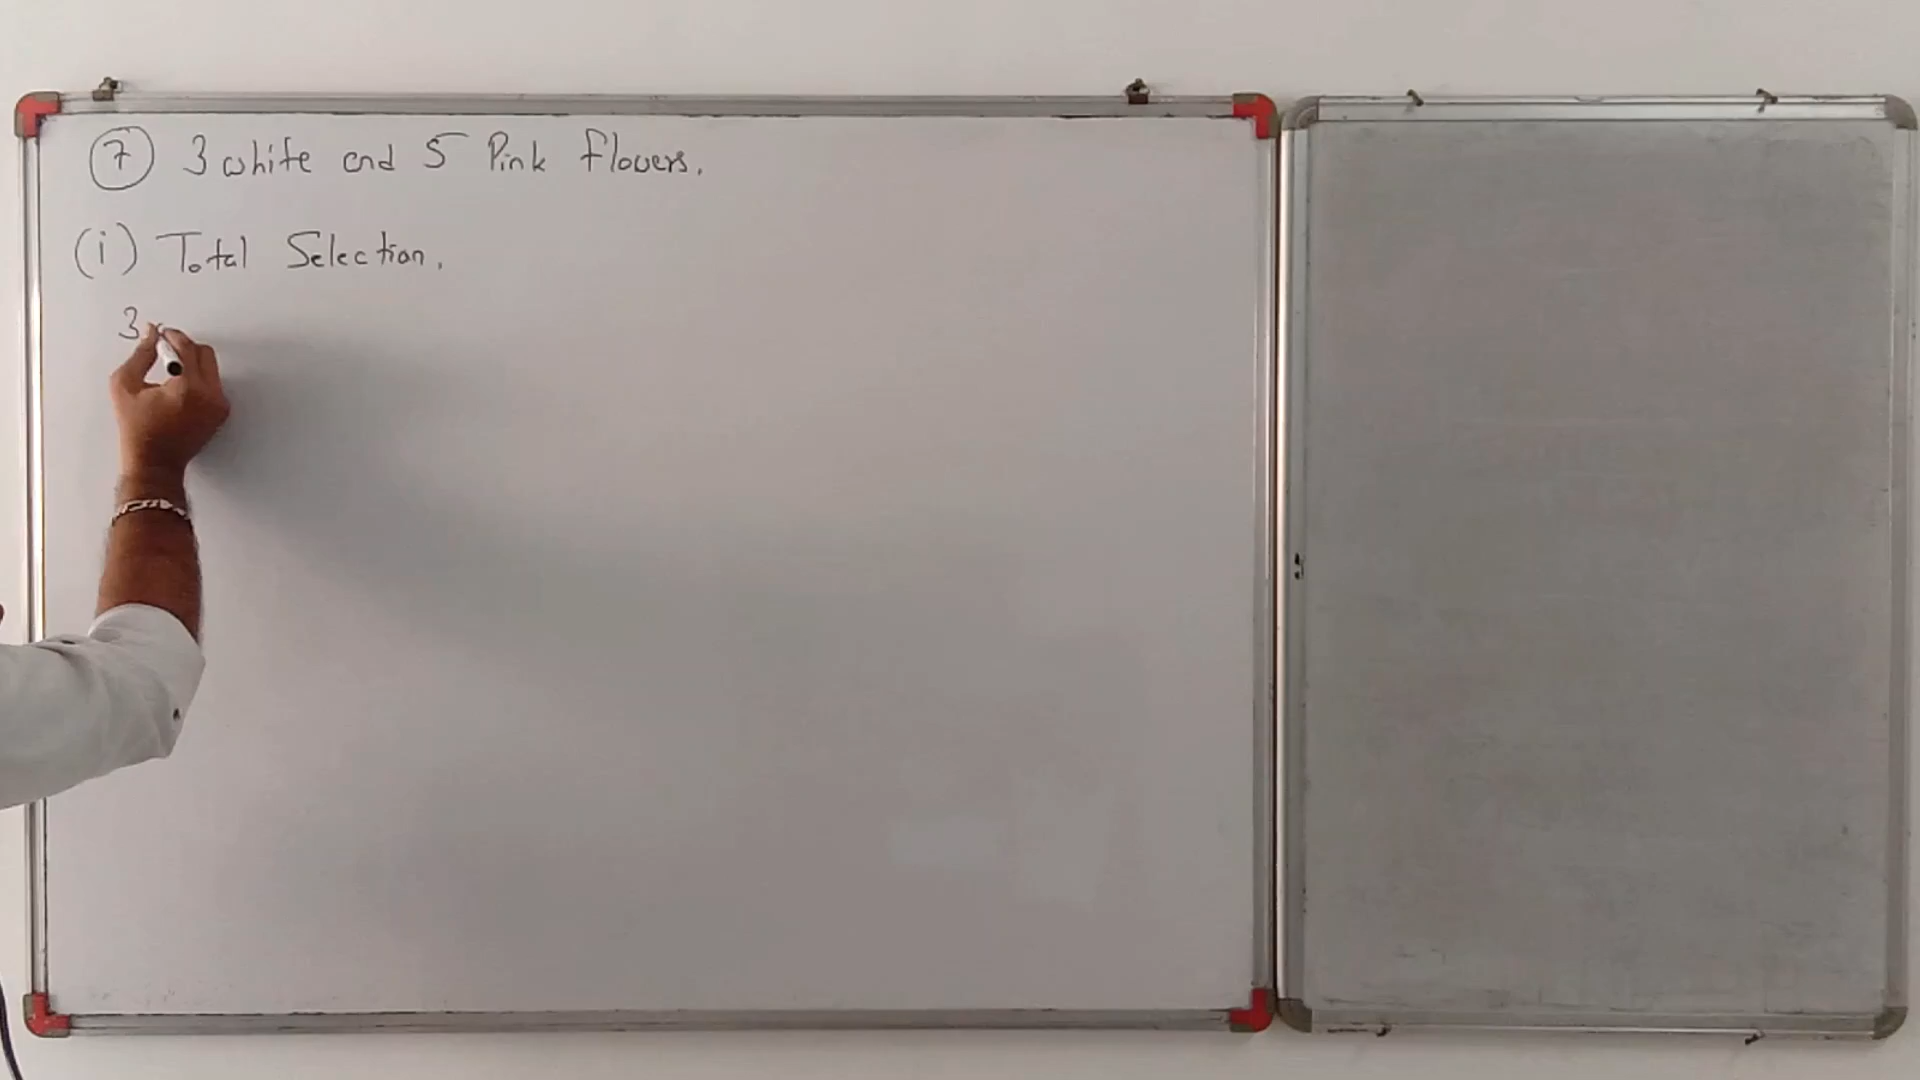 7 3 white and 5 Pink flowers.
(i) Total Selection.
3